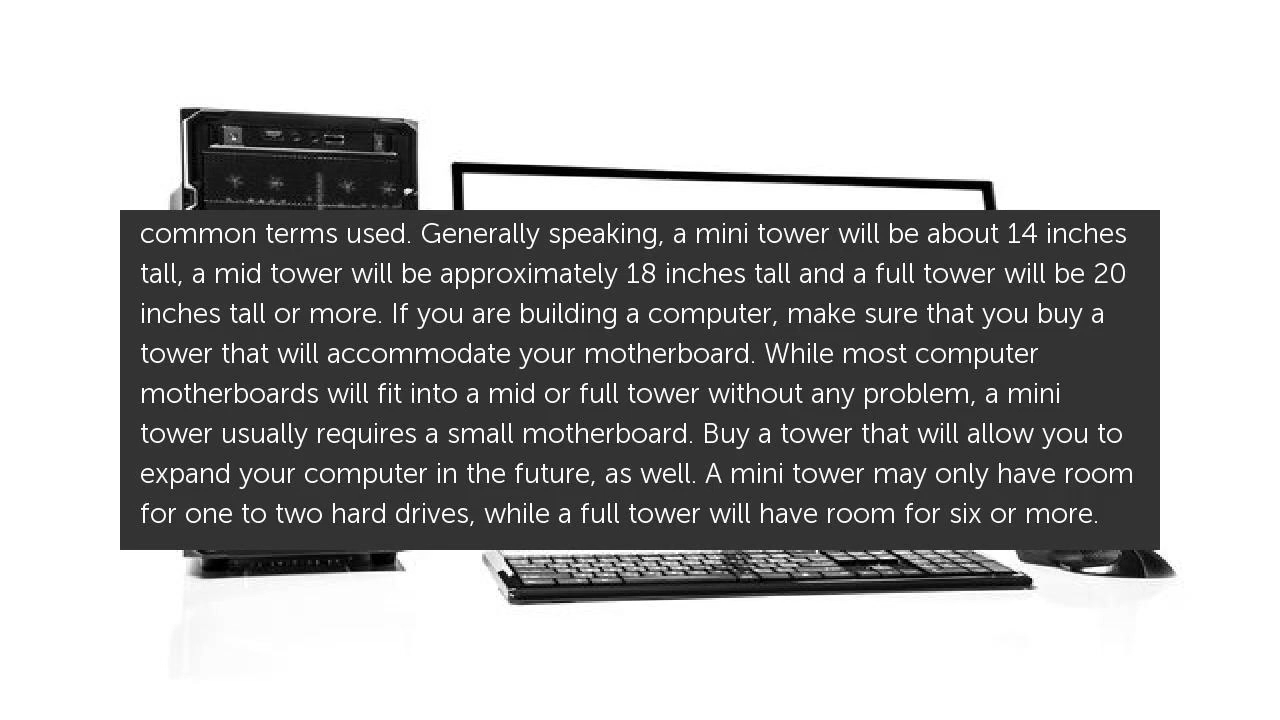 common terms used. Generally speaking, a mini tower will be about 14 inches
tall, a mid tower will be approximately 18 inches tall and a full tower will be 20
inches tall or more. If you are building a computer, make sure that you buy a
tower that will accommodate your motherboard. While most computer
motherboards will fit into a mid or full tower without any problem, a mini
tower usually requires a small motherboard. Buy a tower that will allow you to
expand your computer in the future, as well. A mini tower may only have room
for one to two hard drives, while a full tower will have room for six or more.